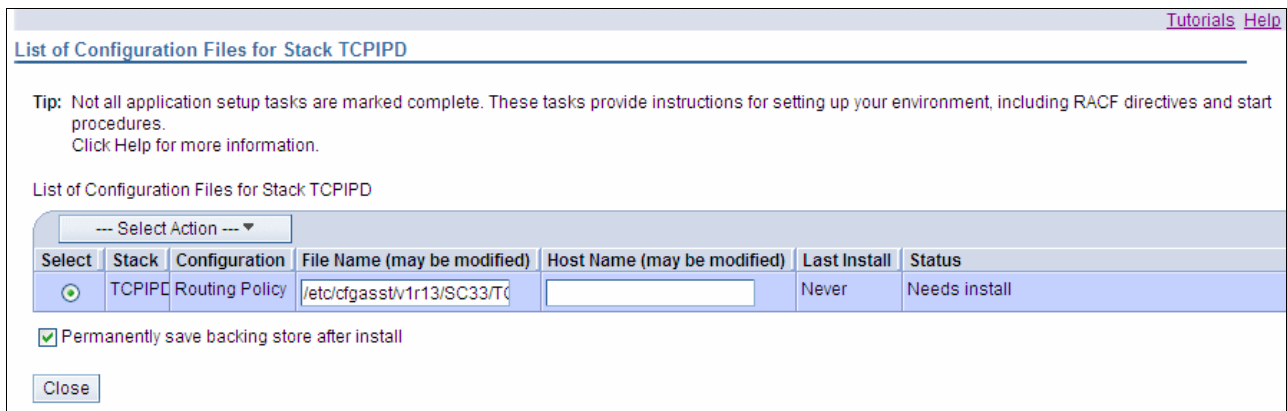 Tutorials Help
List of Configuration Files for Stack TCPIPD
Tip: Not all application setup tasks are marked complete. These tasks provide instructions for setting up your environment, including RACF directives and start
procedures.
Click Help for more information.
List of Configuration Files for Stack TCPIPD
--- Select Action ---
Select Stack Configuration File Name (may be modified) Host Name (may be modified) Last Install Status
TCPIPD Routing Policy /etc/cfgasst/v1r13/SC33/TC Never Needs install
Permanently save backing store after install
Close